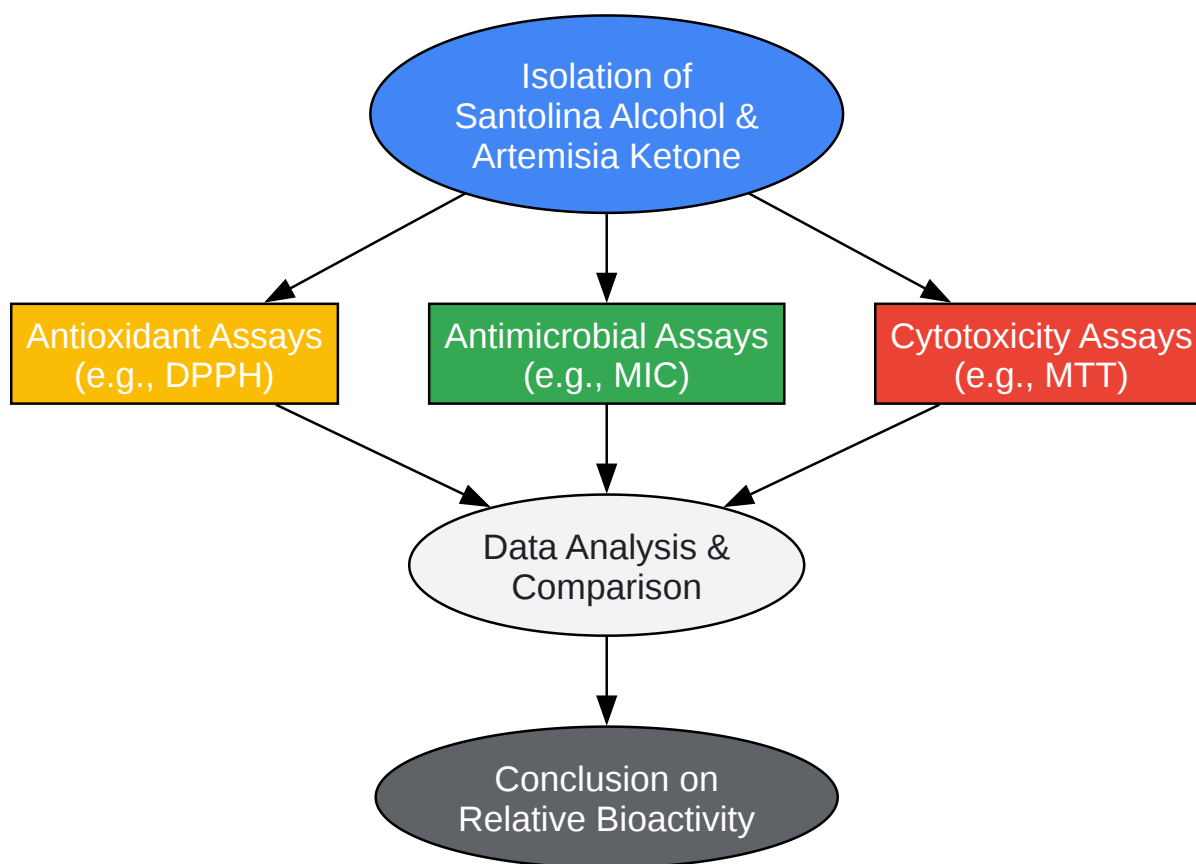 Isolation of
Santolina Alcohol &
Artemisia Ketone
Antioxidant Assays
(e.g., DPPH)
Antimicrobial Assays
(e.g., MIC)
Cytotoxicity Assays
(e.g., MTT)
Data Analysis &
Comparison
Conclusion on
Relative Bioactivity